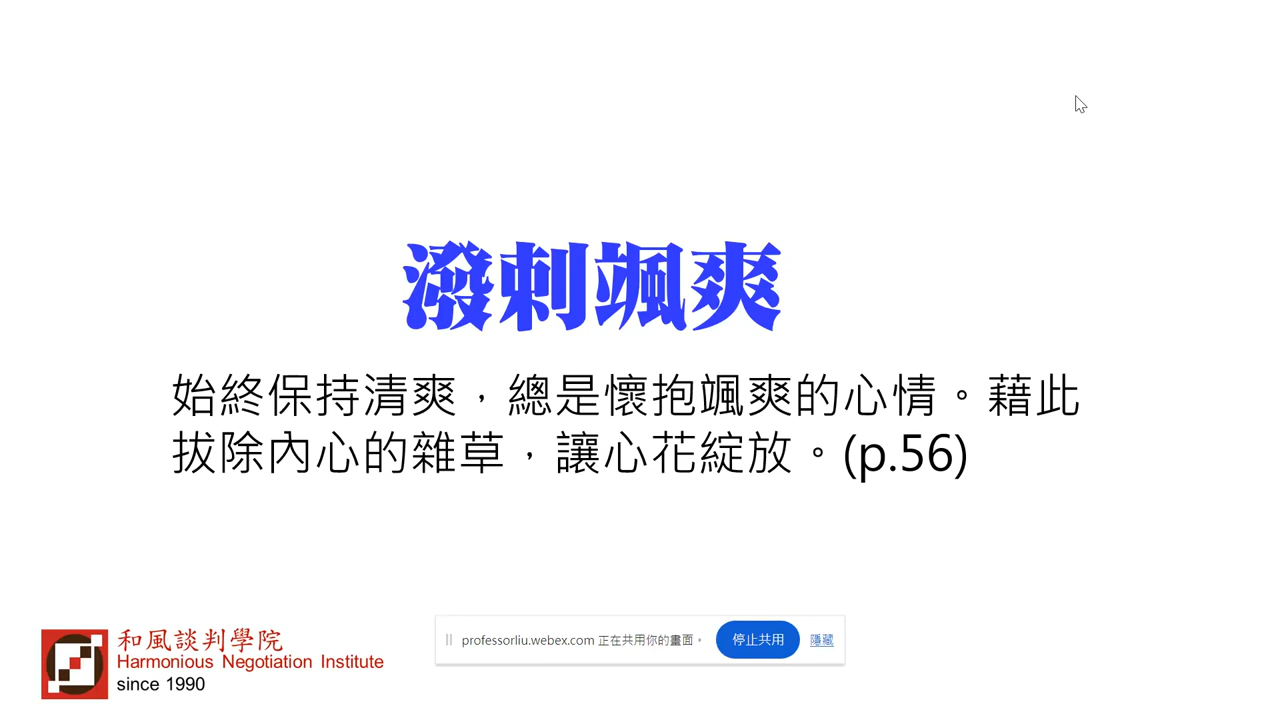 潑刺颯爽
始終保持清爽，總是懷抱颯爽的心情。藉此
拔除內心的雜草，讓心花綻放。(p.56)
和風談判學院
Harmonious Negotiation Institute
since 1990
professorliu.webex.com 正在共用你的畫面。 停止共用 隱藏